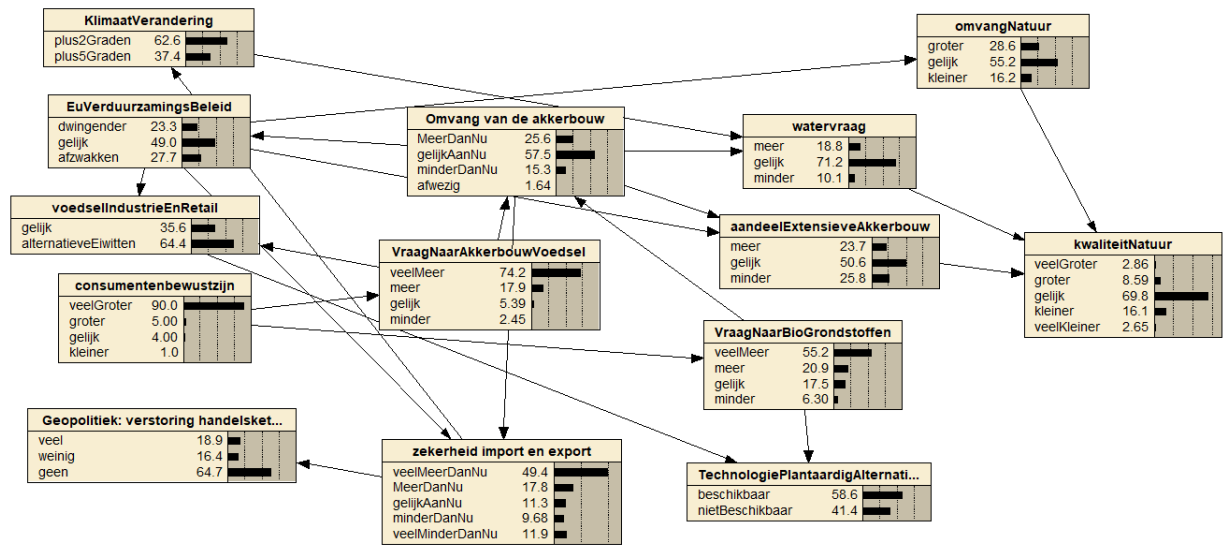 KlimaatVerandering
plus2Graden 62.6
plus5Graden 37.4
omvangNatuur
groter 28.6
gelijk 55.2
kleiner 16.2
EuVerduurzamingsBeleid
dwingender 23.3
gelijk 49.0
afzwakken 27.7
Omvang van de akkerbouw
MeerDanNu 25.6
gelijkAanNu 57.5
minderDanNu 15.3
afwezig 1.64
watervraag
meer 18.8
gelijk 71.2
minder 10.1
voedselIndustrieEnRetail
gelijk 35.6
alternatieveEiwitten 64.4
aandeelExtensieveAkkerbouw
meer 23.7
gelijk 50.6
minder 25.8
kwaliteitNatuur
veelGroter 2.86
groter 8.59
gelijk 69.8
kleiner 16.1
veelKleiner 2.65
VraagNaarAkkerbouwVoedsel
veelMeer 74.2
meer 17.9
gelijk 5.39
minder 2.45
consumentenbewustzijn
veelGroter 90.0
groter 5.00
gelijk 4.00
kleiner 1.0
VraagNaarBioGrondstoffen
veelMeer 55.2
meer 20.9
gelijk 17.5
minder 6.30
Geopolitiek: verstoring handelsket...
veel 18.9
weinig 16.4
geen 64.7
zekerheid import en export
veelMeerDanNu 49.4
MeerDanNu 17.8
gelijkAanNu 11.3
minderDanNu 9.68
veelMinderDanNu 11.9
TechnologiePlantaardigAlternati...
beschikbaar 58.6
nietBeschikbaar 41.4